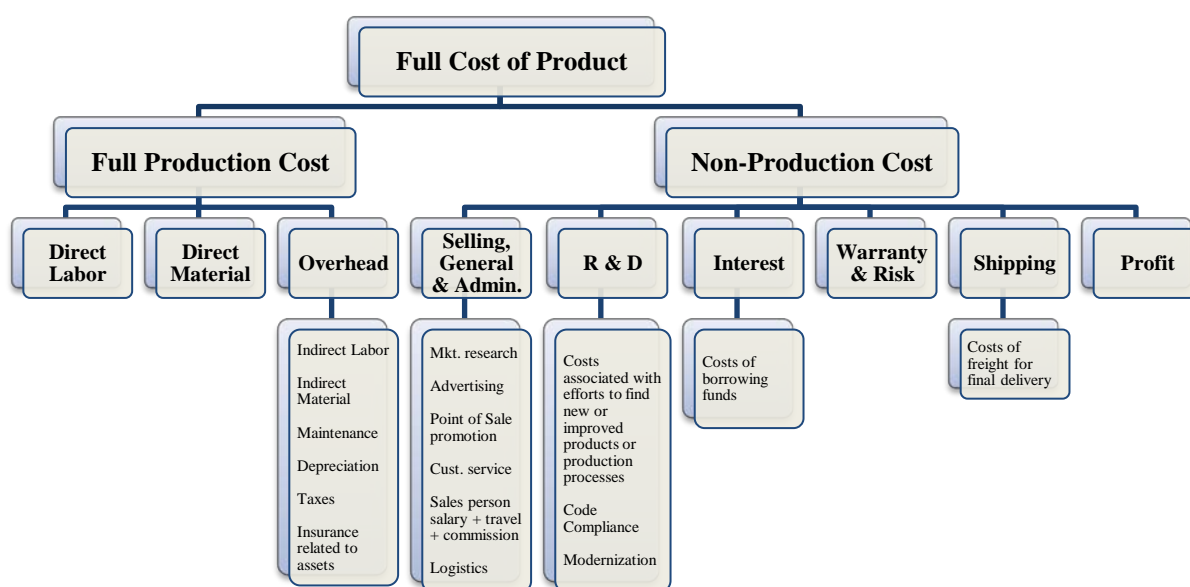 Full Cost of Product
Full Production Cost
Non-Production Cost
Direct
Labor
Direct
Material
Overhead
Selling,
General
& Admin.
R & D
Interest
Warranty
& Risk
Shipping
Profit
Indirect Labor
Indirect
Material
Maintenance
Depreciation
Taxes
Insurance
related to
assets
Mkt. research
Advertising
Point of Sale
promotion
Cust. service
Sales person
salary + travel
+ commission
Logistics
Costs
associated with
efforts to find
new or
improved
products or
production
processes
Code
Compliance
Modernization
Costs of
borrowing
funds
Costs of
freight for
final delivery